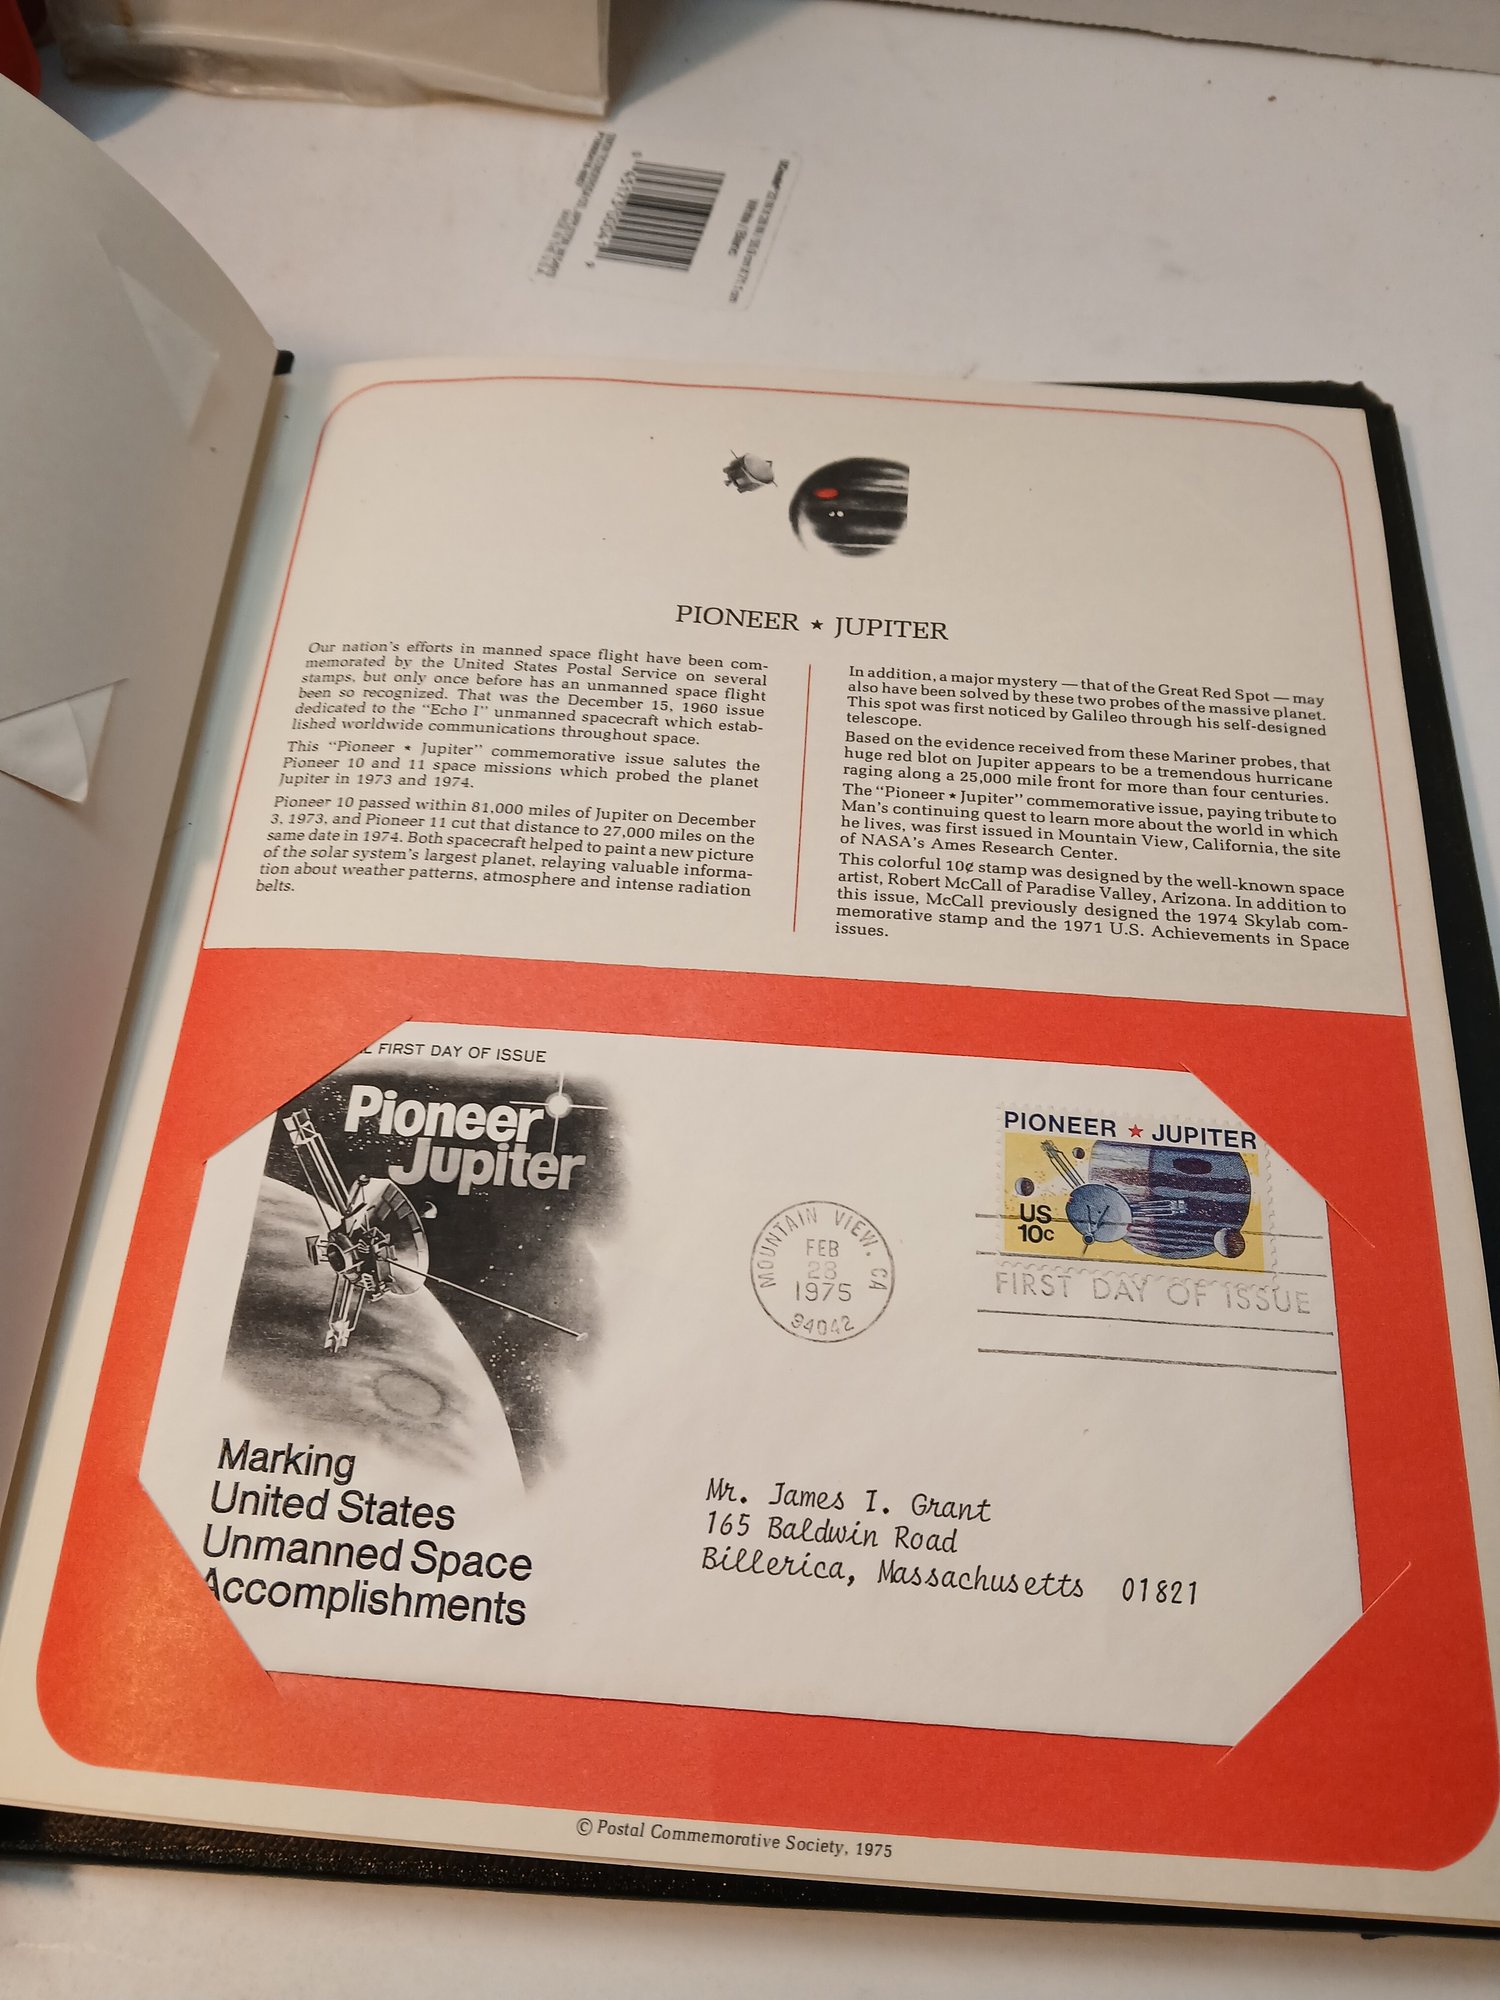 White / Blanc
PIONEER ★ JUPITER
Our nation's efforts in manned space flight have been com-
memorated by the United States Postal Service on several
stamps, but only once before has an unmanned space flight
been so recognized. That was the December 15, 1960 issue
dedicated to the "Echo I" unmanned spacecraft which estab-
lished worldwide communications throughout space.
This "Pioneer ★ Jupiter" commemorative issue salutes the
Pioneer 10 and 11 space missions which probed the planet
Jupiter in 1973 and 1974.
Pioneer 10 passed within 81,000 miles of Jupiter on December
3, 1973, and Pioneer 11 cut that distance to 27,000 miles on the
same date in 1974. Both spacecraft helped to paint a new picture
of the solar system's largest planet, relaying valuable informa-
tion about weather patterns, atmosphere and intense radiation
belts.
In addition, a major mystery — that of the Great Red Spot — may
also have been solved by these two probes of the massive planet.
This spot was first noticed by Galileo through his self-designed
telescope.
Based on the evidence received from these Mariner probes, that
huge red blot on Jupiter appears to be a tremendous hurricane
raging along a 25,000 mile front for more than four centuries.
The "Pioneer ★ Jupiter" commemorative issue, paying tribute to
Man's continuing quest to learn more about the world in which
he lives, was first issued in Mountain View, California, the site
of NASA's Ames Research Center.
This colorful 10¢ stamp was designed by the well-known space
artist, Robert McCall of Paradise Valley, Arizona. In addition to
this issue, McCall previously designed the 1974 Skylab com-
memorative stamp and the 1971 U.S. Achievements in Space
issues.
L FIRST DAY OF ISSUE
Pioneer
Jupiter
PIONEER ★ JUPITER
US
10c
MOUNTAIN VIEW, CA
FEB
28
1975
94042
FIRST DAY OF ISSUE
Marking
United States
Unmanned Space
Accomplishments
Mr. James I. Grant
165 Baldwin Road
Billerica, Massachusetts 01821
© Postal Commemorative Society, 1975